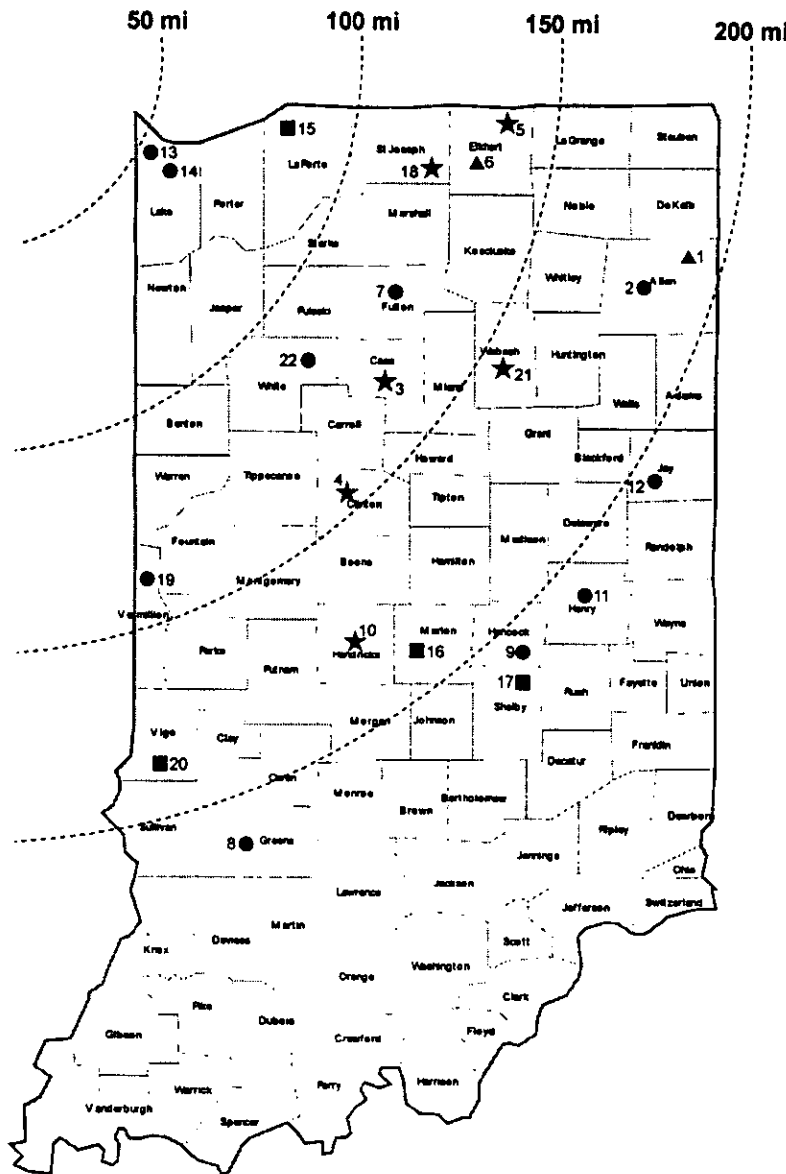 50 mi 100 mi 150 mi 200 mi
13 15 St Joseph 5 Elkhart LaGrange Steuben
14 LaPorte 18 6
Lake Porter Marshall Noble DeKalb
Starke Kosciusko 1
Newton Jasper Pulaski 7 Fulton Whitley 2 Allen
22 Cass Wabash Huntington
White 3 Miami 21 Wells Adams
Benton Carroll Grant
Howard Blackford Jay
Warren Tippecanoe 4 Clinton Tipton 12
Fountain Madison Delaware Randolph
19 Montgomery Boone Hamilton
Vermillion 11 Henry Wayne
10 Marion Hancock
Parke Putnam Hendricks 16 9
17 Rush Fayette Union
Vigo Clay Morgan Johnson Shelby
20 Decatur Franklin
Owen Monroe Brown Bartholomew
Sullivan 8 Greene Ripley Dearborn
Jennings Ohio
Lawrence Jackson
Martin Jefferson Switzerland
Knox Daviess Scott
Orange Washington
Pike Dubois Clark
Gibson Crawford Floyd
Warrick Perry Harrison
Vanderburgh Spencer